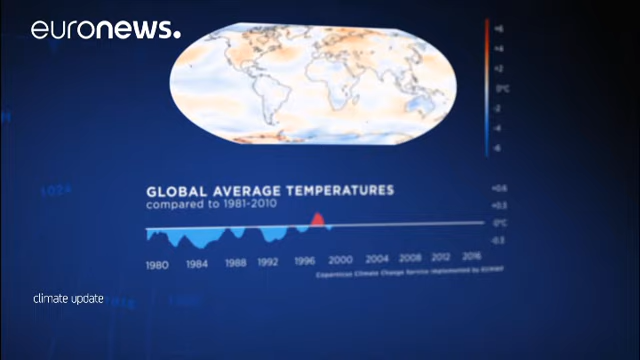 euronews.
+6
+4
+2
0°C
-2
-4
-6
GLOBAL AVERAGE TEMPERATURES
compared to 1981-2010
+0.6
+0.3
0°C
-0.3
1980 1984 1988 1992 1996 2000 2004 2008 2012 2016
Copernicus Climate Change Service implemented by ECMWF
climate update